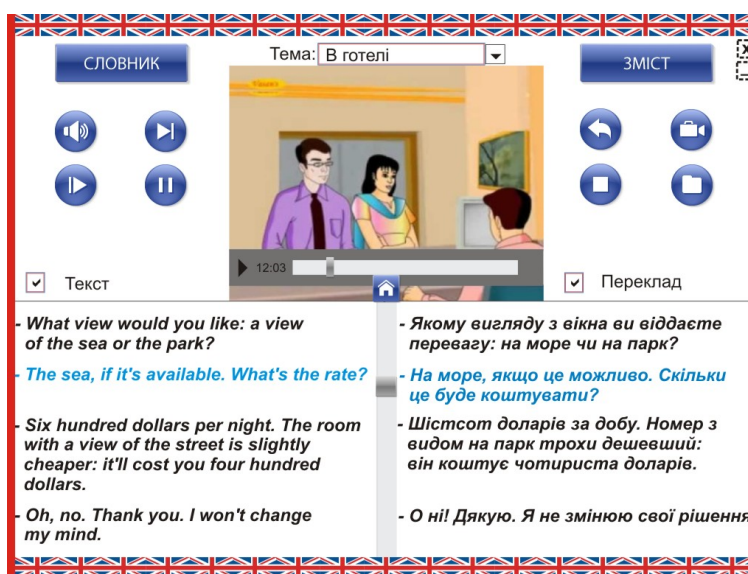 СЛОВНИК
Тема: В готелі
ЗМІСТ
12:03
Текст
Переклад
- What view would you like: a view
of the sea or the park?
- The sea, if it's available. What's the rate?
- Six hundred dollars per night. The room
with a view of the street is slightly
cheaper: it'll cost you four hundred
dollars.
- Oh, no. Thank you. I won't change
my mind.
- Якому вигляду з вікна ви віддаєте
перевагу: на море чи на парк?
- На море, якщо це можливо. Скільки
це буде коштувати?
- Шістсот доларів за добу. Номер з
видом на парк трохи дешевший:
він коштує чотириста доларів.
- О ні! Дякую. Я не змінюю свої рішення